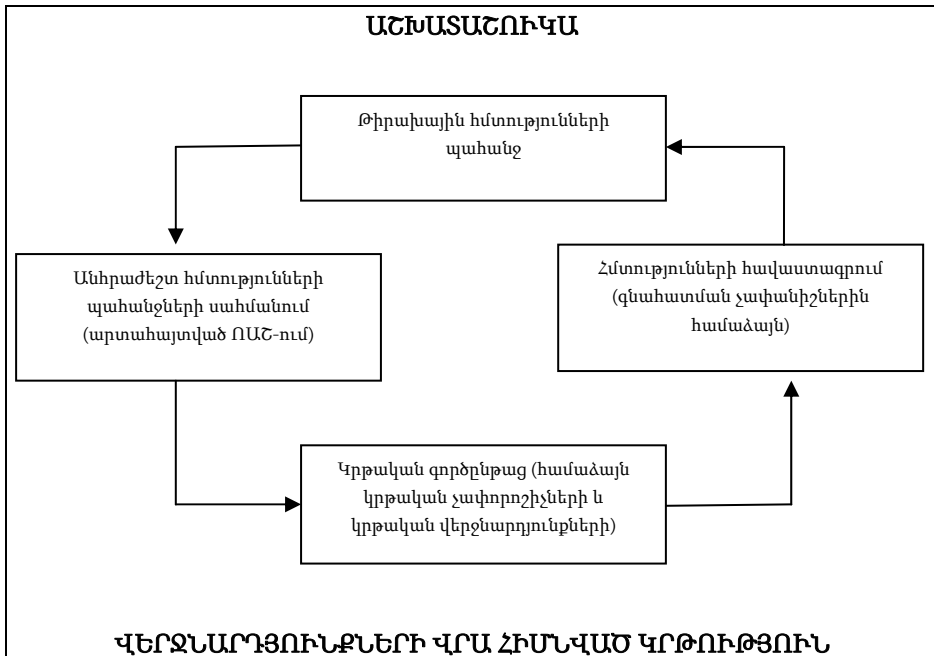 ԱՇԽԱՏԱՇՈՒԿԱ
Թիրախային հմտությունների
պահանջ
Անհրաժեշտ հմտությունների
պահանջների սահմանում
(արտահայտված ՈԱՇ-ում)
Հմտությունների հավաստագրում
(գնահատման չափանիշներին
համաձայն)
Կրթական գործընթաց (համաձայն
կրթական չափորոշիչների և
կրթական վերջնարդյունքների)
ՎԵՐՋՆԱՐԴՅՈՒՆՔՆԵՐԻ ՎՐԱ ՀԻՄՆՎԱԾ ԿՐԹՈՒԹՅՈՒՆ